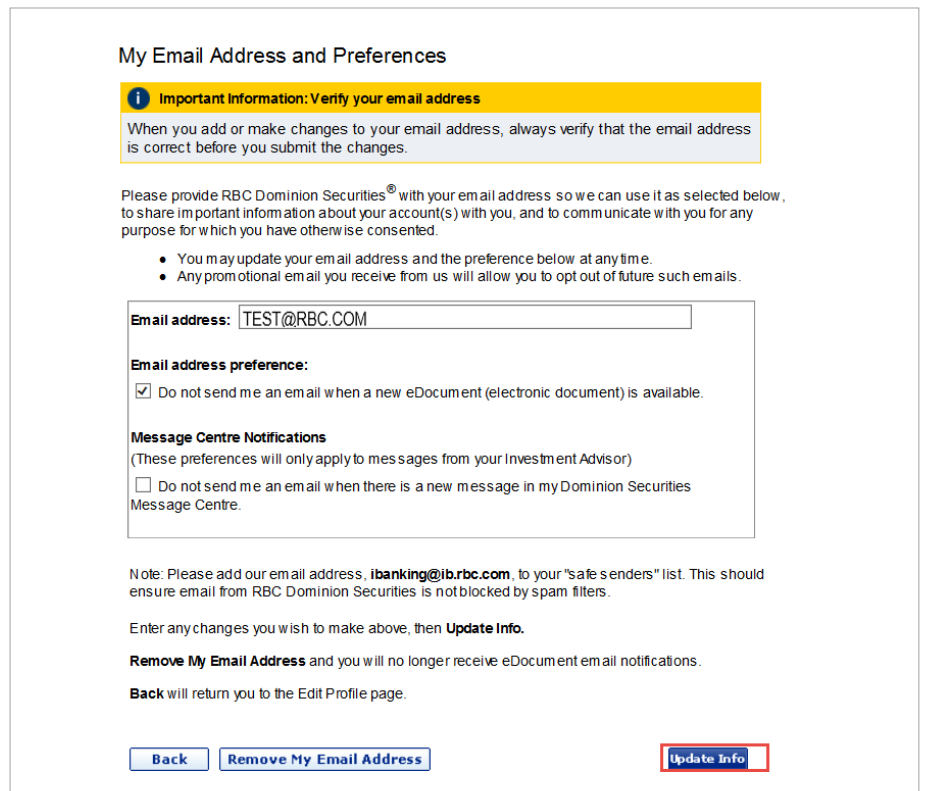 My Email Address and Preferences
i Important Information: Verify your email address
When you add or make changes to your email address, always verify that the email address
is correct before you submit the changes.
Please provide RBC Dominion Securities® with your email address so we can use it as selected below,
to share important information about your account(s) with you, and to communicate with you for any
purpose for which you have otherwise consented.
• You may update your email address and the preference below at any time.
• Any promotional email you receive from us will allow you to opt out of future such emails.
Email address: TEST@RBC.COM
Email address preference:
Do not send me an email when a new eDocument (electronic document) is available.
Message Centre Notifications
(These preferences will only apply to messages from your Investment Advisor)
Do not send me an email when there is a new message in my Dominion Securities
Message Centre.
Note: Please add our email address, ibanking@ib.rbc.com, to your "safe senders" list. This should
ensure email from RBC Dominion Securities is not blocked by spam filters.
Enter any changes you wish to make above, then Update Info.
Remove My Email Address and you will no longer receive eDocument email notifications.
Back will return you to the Edit Profile page.
Back Remove My Email Address Update Info